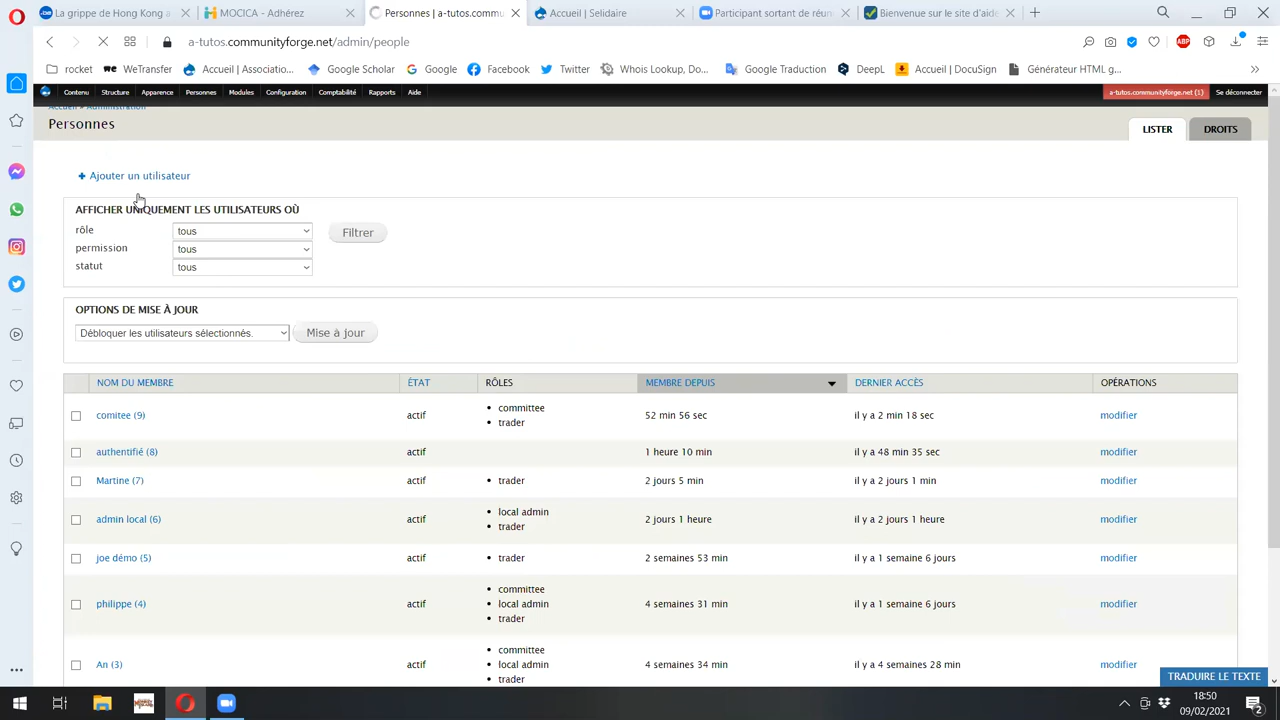 La grippe de Hong Kong a
MOCICA - Adhérez
Personnes | a-tutos.commu
Accueil | Selidaire
Participant sortant de réun
Bienvenue sur le site d'aide
a-tutos.communityforge.net/admin/people
ABP
rocket
WeTransfer
Accueil | Associatio...
Google Scholar
Google
Facebook
Twitter
Whois Lookup, Do...
Google Traduction
DeepL
Accueil | DocuSign
Générateur HTML g...
Contenu
Structure
Apparence
Personnes
Modules
Configuration
Comptabilité
Rapports
Aide
a-tutos.communityforge.net (1)
Se déconnecter
Accueil » Administration
Personnes
LISTER
DROITS
+ Ajouter un utilisateur
AFFICHER UNIQUEMENT LES UTILISATEURS OÙ
rôle tous Filtrer
permission tous
statut tous
OPTIONS DE MISE À JOUR
Débloquer les utilisateurs sélectionnés. Mise à jour
NOM DU MEMBRE ÉTAT RÔLES MEMBRE DEPUIS DERNIER ACCÈS OPÉRATIONS
comitee (9) actif committee trader 52 min 56 sec il y a 2 min 18 sec modifier
authentifié (8) actif 1 heure 10 min il y a 48 min 35 sec modifier
Martine (7) actif trader 2 jours 5 min il y a 2 jours 1 min modifier
admin local (6) actif local admin trader 2 jours 1 heure il y a 2 jours 1 heure modifier
joe démo (5) actif trader 2 semaines 53 min il y a 1 semaine 6 jours modifier
philippe (4) actif committee local admin trader 4 semaines 31 min il y a 1 semaine 6 jours modifier
An (3) actif committee local admin trader 4 semaines 34 min il y a 4 semaines 28 min modifier
TRADUIRE LE TEXTE
18:50
09/02/2021
2